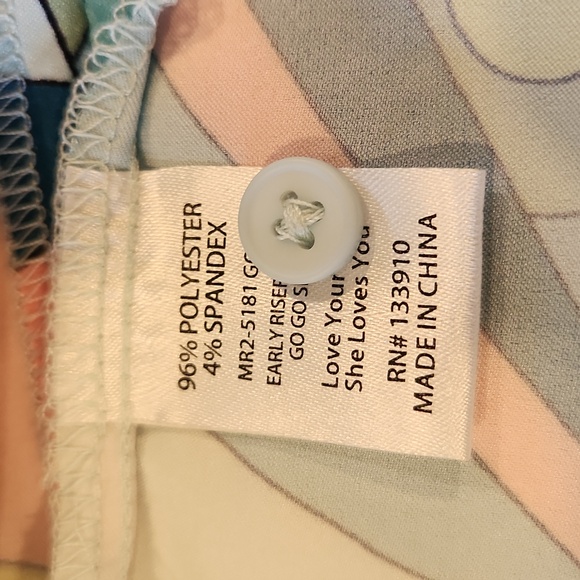 96% POLYESTER
4% SPANDEX
MR2-5181 GO
EARLY RISER
GO GO S
Love Your
She Loves You
RN# 133910
MADE IN CHINA